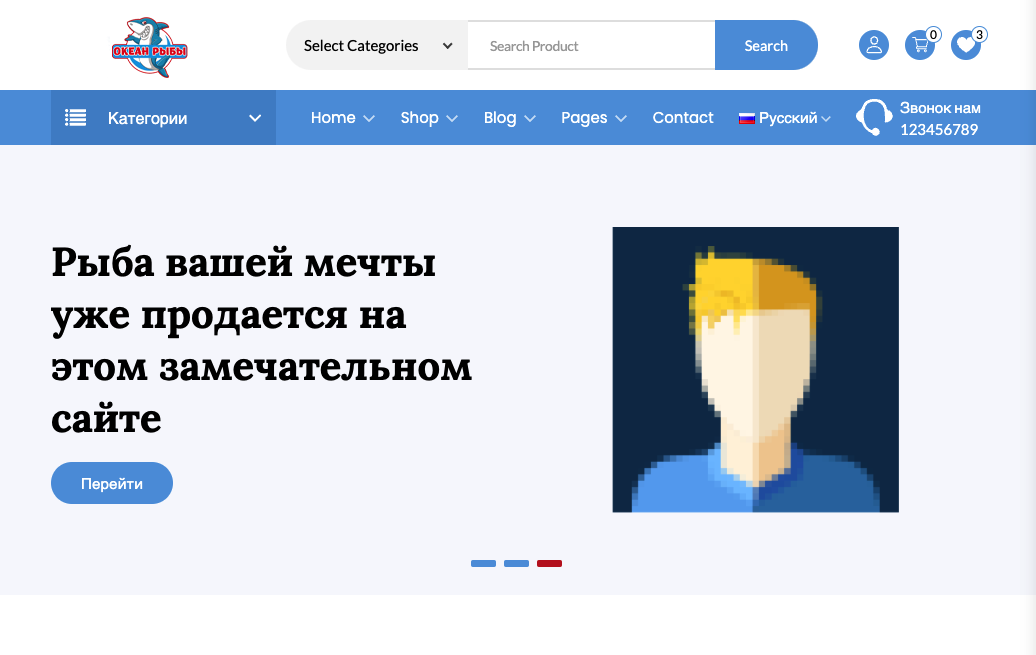 ОКЕАН РЫБЫ
Select Categories
Search Product
Search
0
3
Категории
Home
Shop
Blog
Pages
Contact
Русский
Звонок нам
123456789
Рыба вашей мечты
уже продается на
этом замечательном
сайте
Перейти